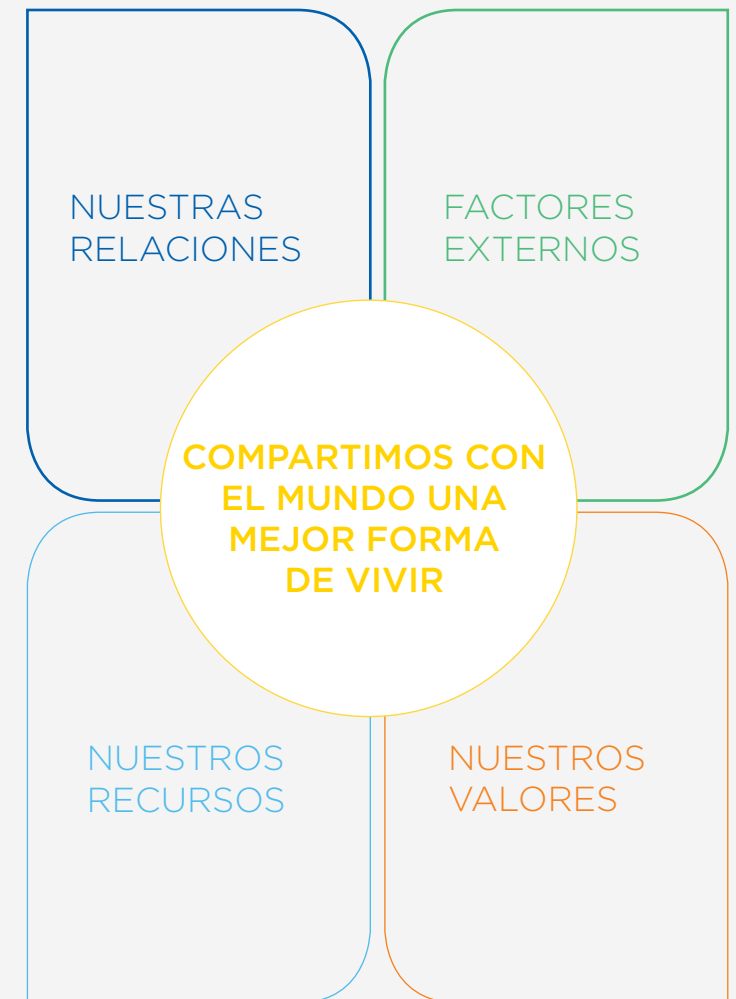 NUESTRAS
RELACIONES
FACTORES
EXTERNOS
COMPARTIMOS CON
EL MUNDO UNA
MEJOR FORMA
DE VIVIR
NUESTROS
RECURSOS
NUESTROS
VALORES